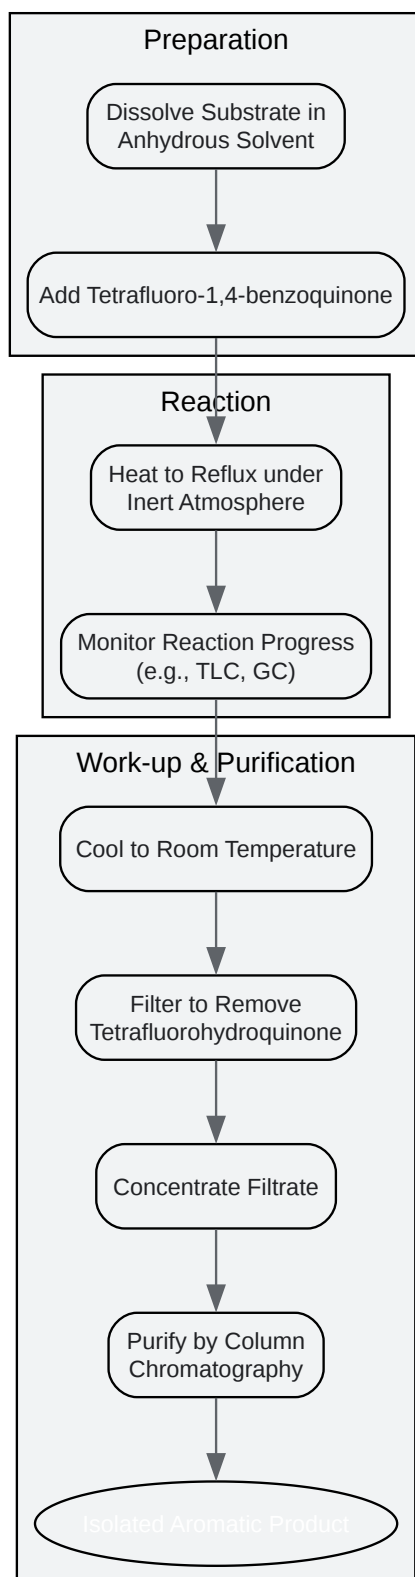 Preparation
Dissolve Substrate in
Anhydrous Solvent
Add Tetrafluoro-1,4-benzoquinone
Reaction
Heat to Reflux under
Inert Atmosphere
Monitor Reaction Progress
(e.g., TLC, GC)
Work-up & Purification
Cool to Room Temperature
Filter to Remove
Tetrafluorohydroquinone
Concentrate Filtrate
Purify by Column
Chromatography
Isolated Aromatic Product